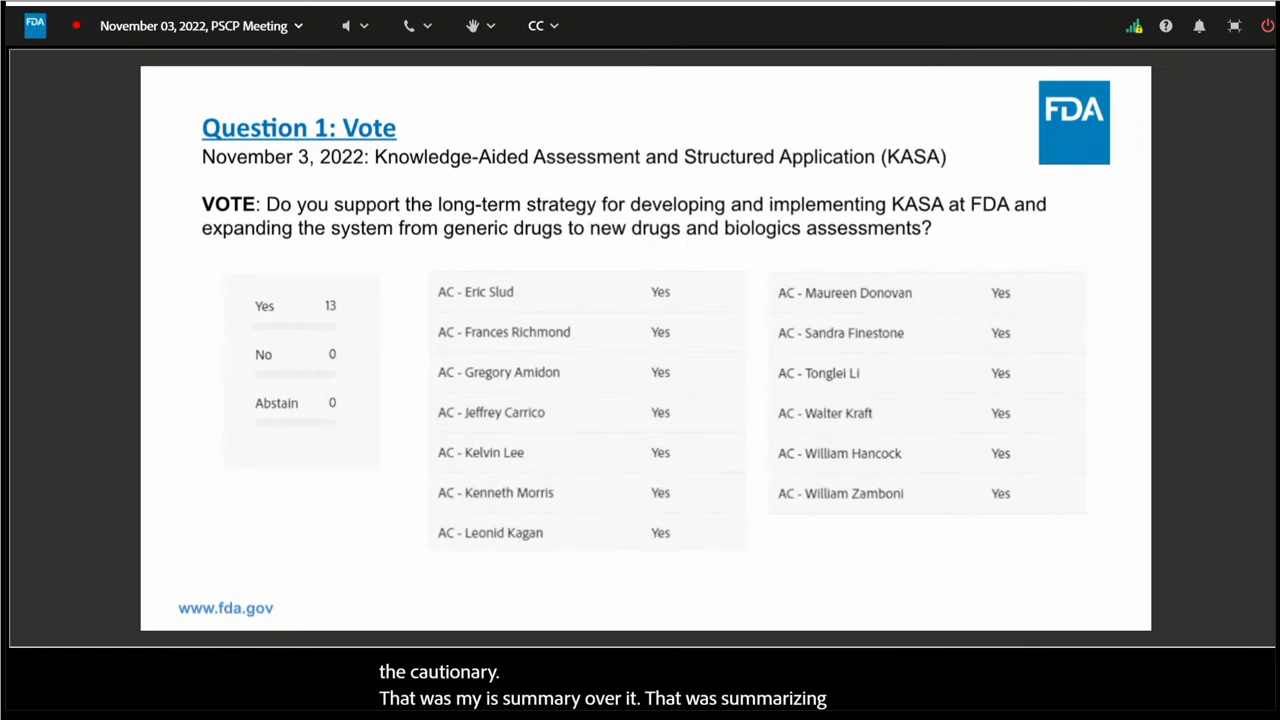 FDA
November 03, 2022, PSCP Meeting
CC
FDA
Question 1: Vote
November 3, 2022: Knowledge-Aided Assessment and Structured Application (KASA)
VOTE: Do you support the long-term strategy for developing and implementing KASA at FDA and
expanding the system from generic drugs to new drugs and biologics assessments?
Yes 13
No 0
Abstain 0
AC - Eric Slud Yes
AC - Frances Richmond Yes
AC - Gregory Amidon Yes
AC - Jeffrey Carrico Yes
AC - Kelvin Lee Yes
AC - Kenneth Morris Yes
AC - Leonid Kagan Yes
AC - Maureen Donovan Yes
AC - Sandra Finestone Yes
AC - Tonglei Li Yes
AC - Walter Kraft Yes
AC - William Hancock Yes
AC - William Zamboni Yes
www.fda.gov
the cautionary.
That was my is summary over it. That was summarizing